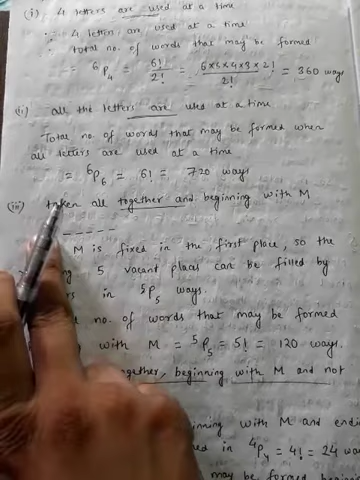 (i) 4 letters are used at a time
∵ 4 letter are used at a time
∴ total no. of words that may be formed
= ⁶P₄ = 6!/2! = 6×5×4×3×2!/2! = 360 ways
(ii) all the letters are used at a time
Total no. of words that may be formed when
all letters are used at a time
= ⁶P₆ = 6! = 720 ways
(iii) taken all together and beginning with M
M is fixed in the first place, so the
5 vacant places can be filled by
in ⁵P₅ ways.
no. of words that may be formed
with M = ⁵P₅ = 5! = 120 ways.
together, beginning with M and not
with M and
in ⁴P₄ = 4! = 24
may be formed